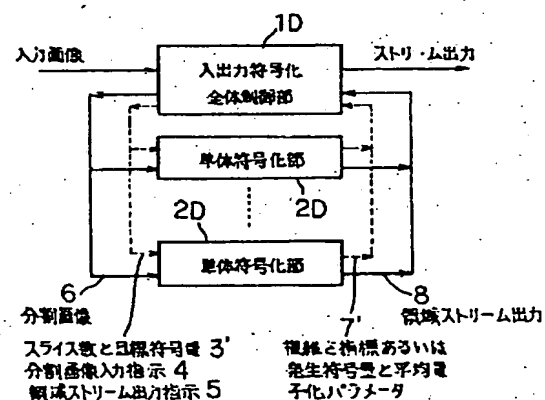 1D
入力画像
ストリーム出力
入出力符号化
全体制御部
単体符号化部
2D
2D
単体符号化部
6
分割画像
8
領域ストリーム出力
スライス数と目標符号量 3'
分割画像入力指示 4
領域ストリーム出力指示 5
7'
複雑さ指標あるいは
発生符号量と平均量
子化パラメータ